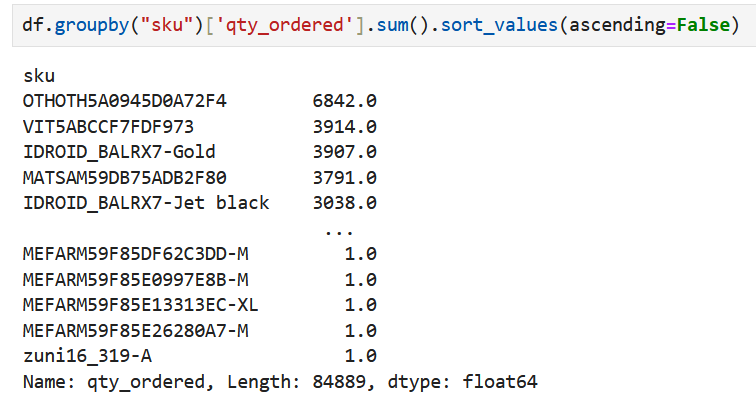 df.groupby("sku")['qty_ordered'].sum().sort_values(ascending=False)
sku
OTHOTH5A0945D0A72F4 6842.0
VIT5ABCCF7FDF973 3914.0
IDROID_BALRX7-Gold 3907.0
MATSAM59DB75ADB2F80 3791.0
IDROID_BALRX7-Jet black 3038.0
...
MEFARM59F85DF62C3DD-M 1.0
MEFARM59F85E0997E8B-M 1.0
MEFARM59F85E13313EC-XL 1.0
MEFARM59F85E26280A7-M 1.0
zuni16_319-A 1.0
Name: qty_ordered, Length: 84889, dtype: float64